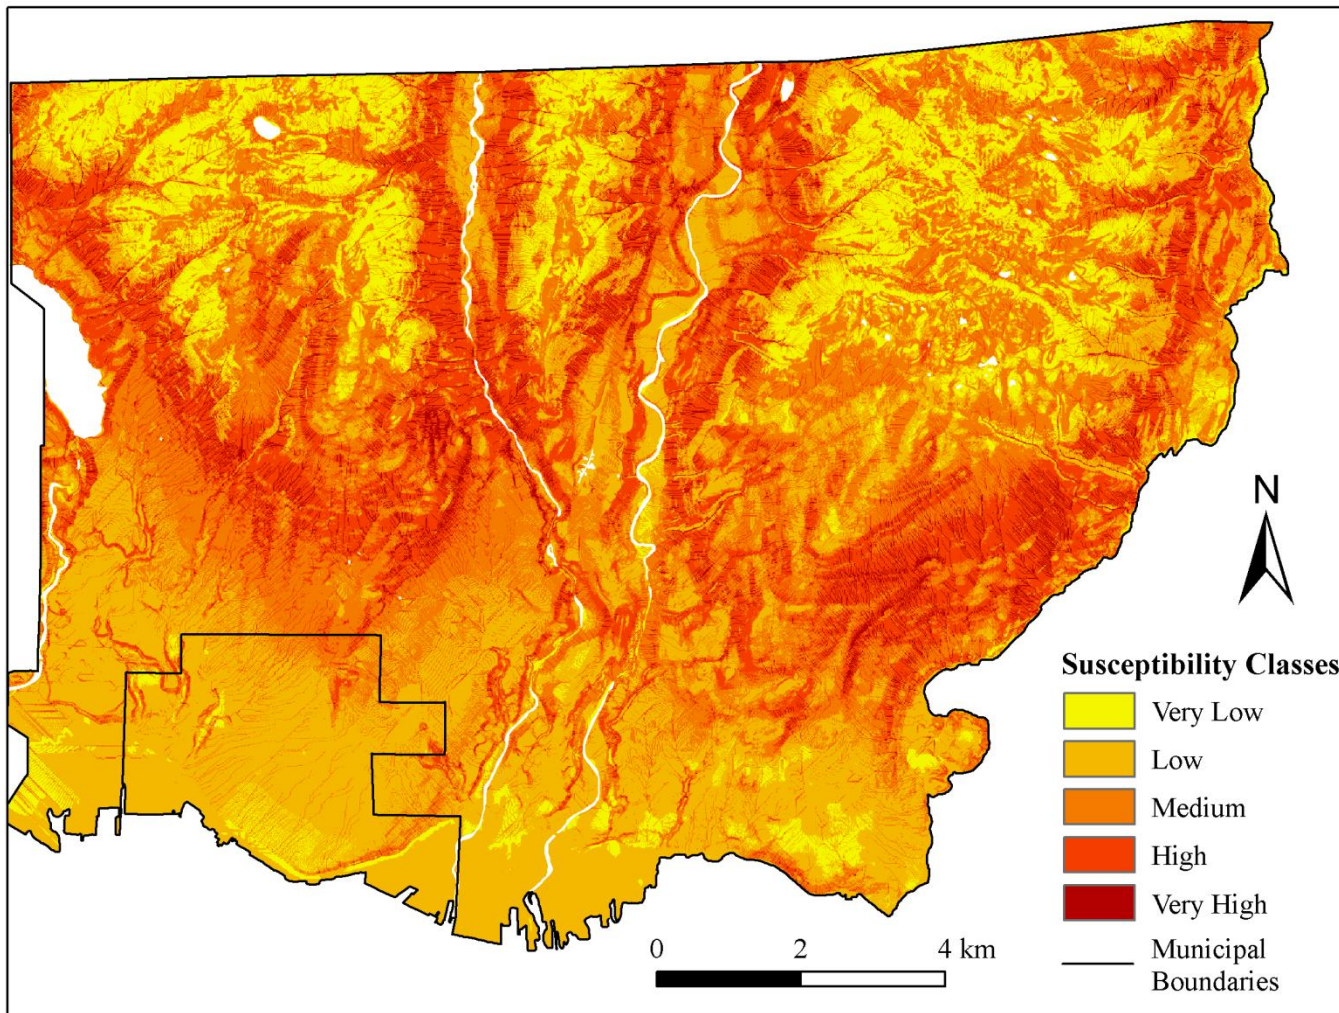 N
Susceptibility Classes
Very Low
Low
Medium
High
Very High
Municipal
Boundaries
0 2 4 km